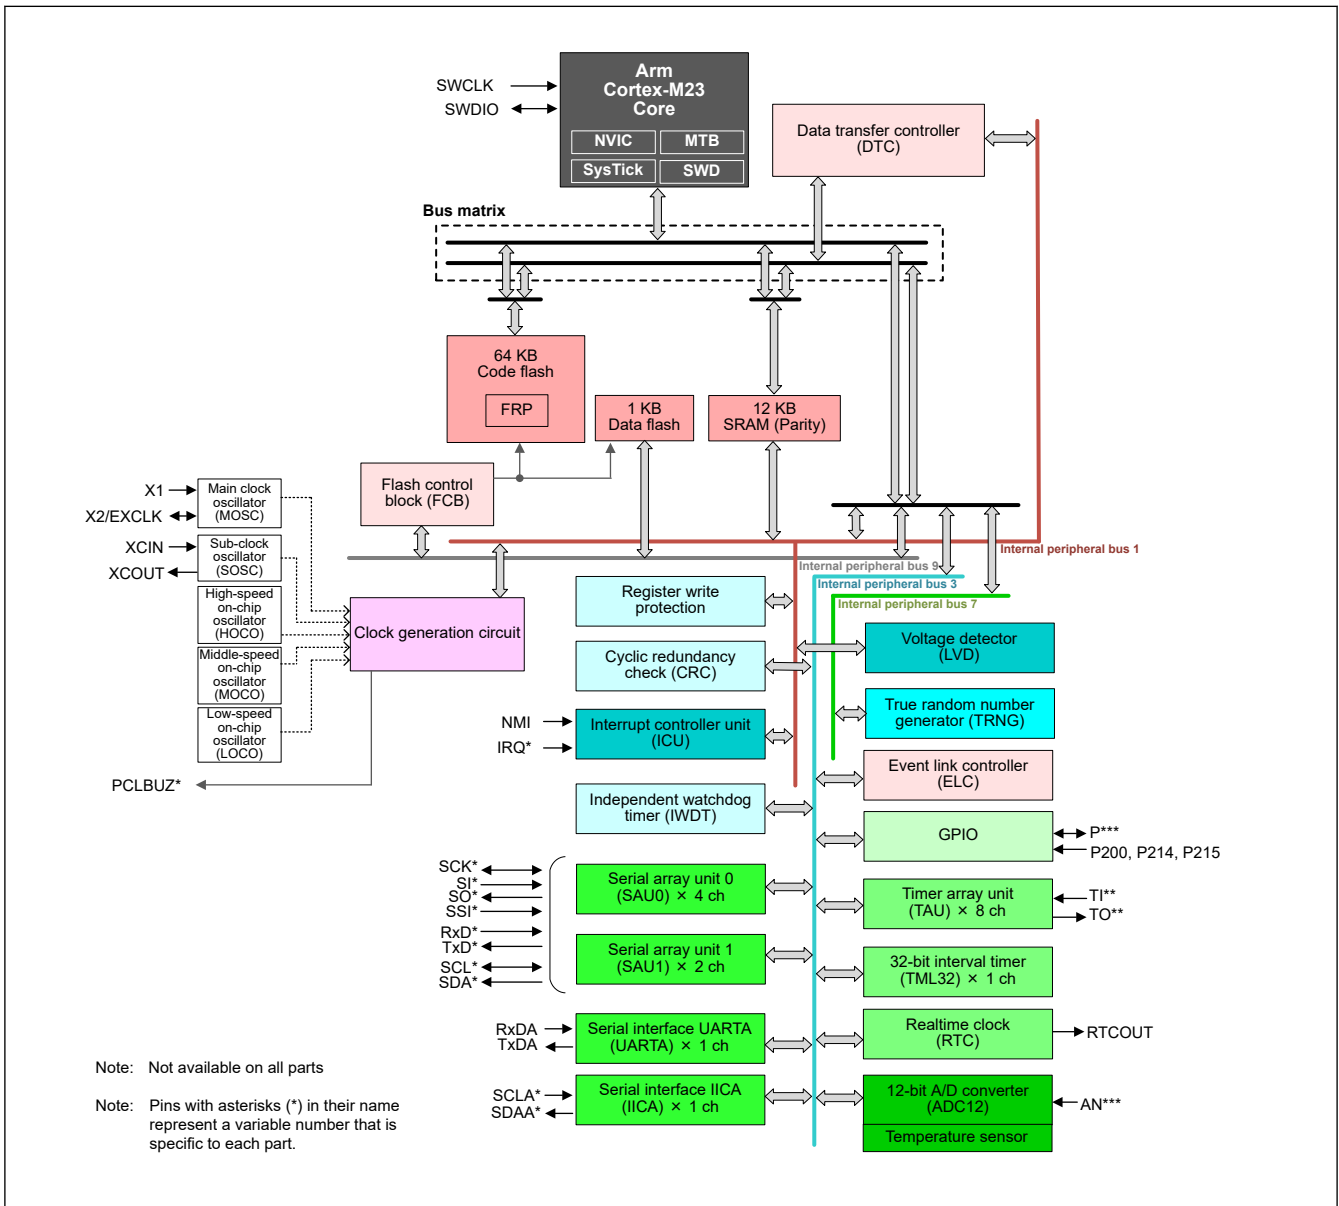 Arm
Cortex-M23
Core
NVIC
MTB
SysTick
SWD
SWCLK
SWDIO
Data transfer controller
(DTC)
Bus matrix
64 KB
Code flash
FRP
1 KB
Data flash
12 KB
SRAM (Parity)
Flash control
block (FCB)
X1
X2/EXCLK
XCIN
XCOUT
Main clock
oscillator
(MOSC)
Sub-clock
oscillator
(SOSC)
High-speed
on-chip
oscillator
(HOCO)
Middle-speed
on-chip
oscillator
(MOCO)
Low-speed
on-chip
oscillator
(LOCO)
Clock generation circuit
PCLBUZ*
Internal peripheral bus 1
Internal peripheral bus 9
Internal peripheral bus 3
Internal peripheral bus 7
Register write
protection
Cyclic redundancy
check (CRC)
NMI
IRQ*
Interrupt controller unit
(ICU)
Independent watchdog
timer (IWDT)
SCK*
SI*
SO*
SSI*
RxD*
TxD*
SCL*
SDA*
Serial array unit 0
(SAU0) × 4 ch
Serial array unit 1
(SAU1) × 2 ch
RxDA
TxDA
Serial interface UARTA
(UARTA) × 1 ch
SCLA*
SDAA*
Serial interface IICA
(IICA) × 1 ch
Voltage detector
(LVD)
True random number
generator (TRNG)
Event link controller
(ELC)
GPIO
P***
P200, P214, P215
Timer array unit
(TAU) × 8 ch
TI**
TO**
32-bit interval timer
(TML32) × 1 ch
Realtime clock
(RTC)
RTCOUT
12-bit A/D converter
(ADC12)
AN***
Temperature sensor
Note: Not available on all parts
Note: Pins with asterisks (*) in their name
represent a variable number that is
specific to each part.